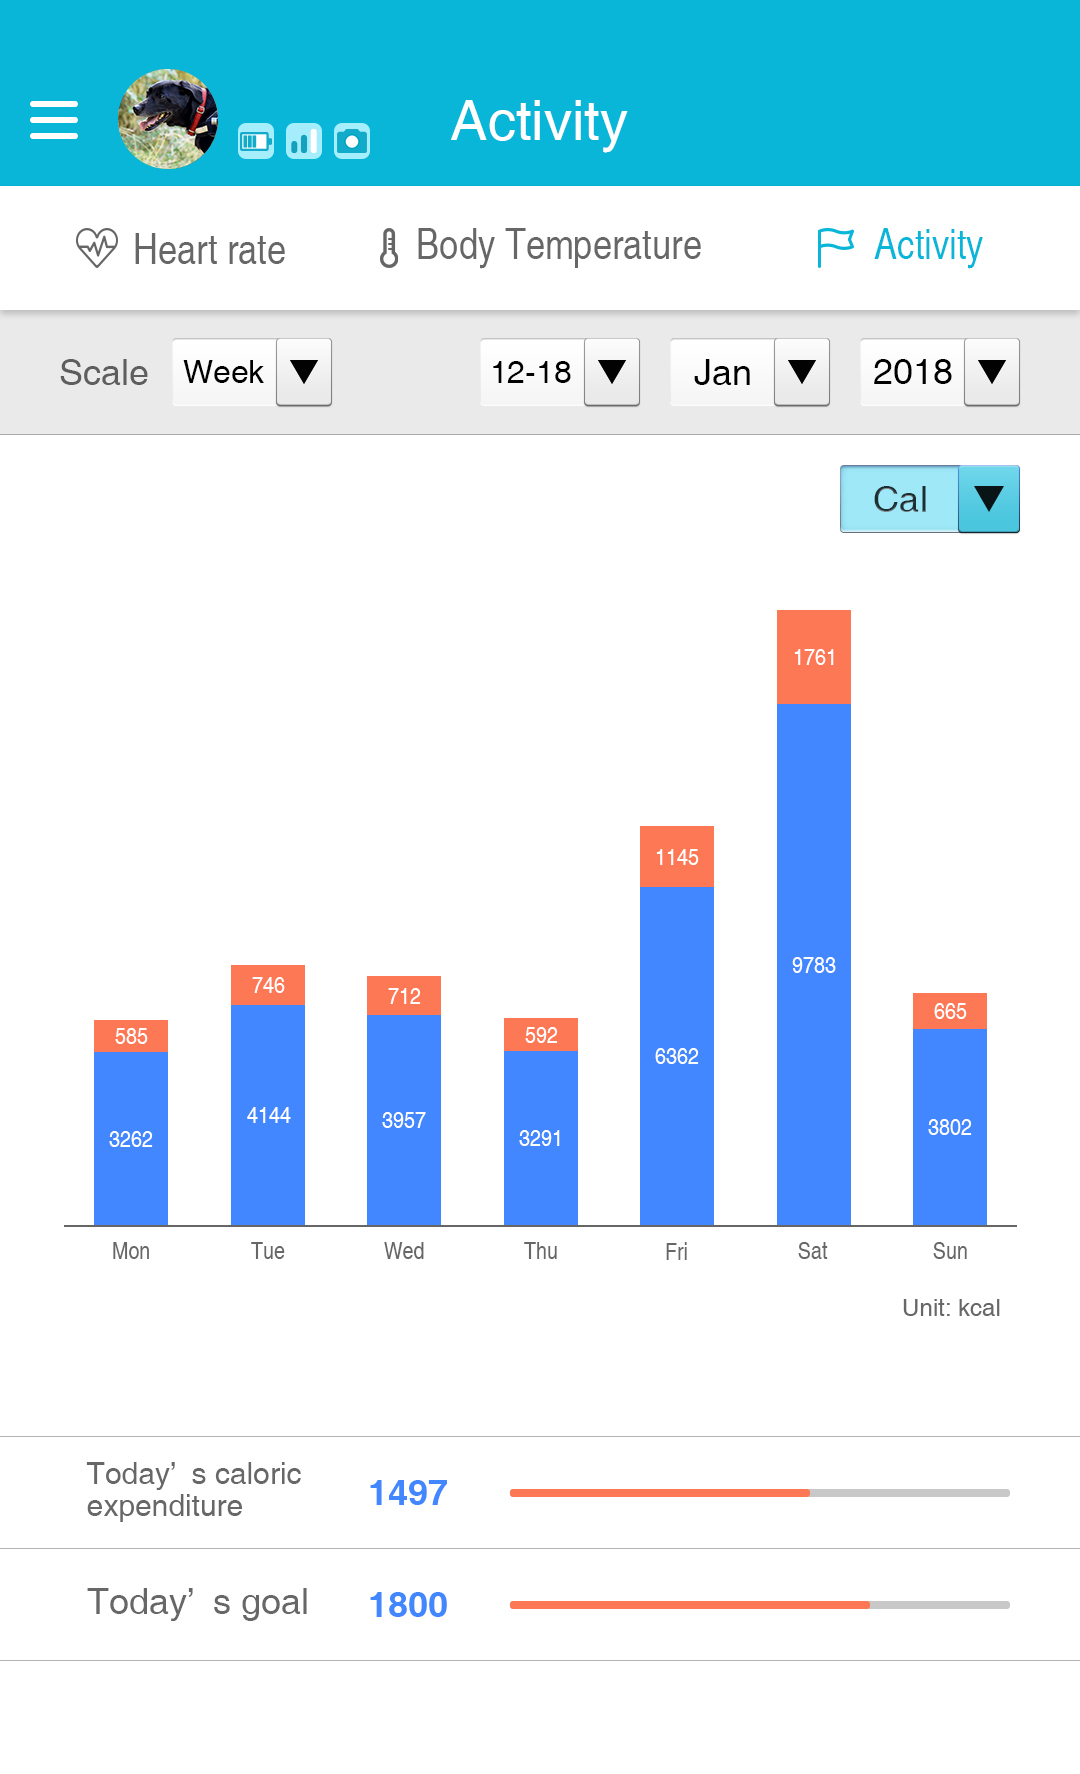 Activity
Heart rate
Body Temperature
Activity
Scale
Week
12-18
Jan
2018
Cal
1761
1145
9783
746
712
585
592
665
6362
4144
3957
3262
3291
3802
Mon
Tue
Wed
Thu
Fri
Sat
Sun
Unit: kcal
Today’ s caloric
expenditure
1497
Today’ s goal
1800